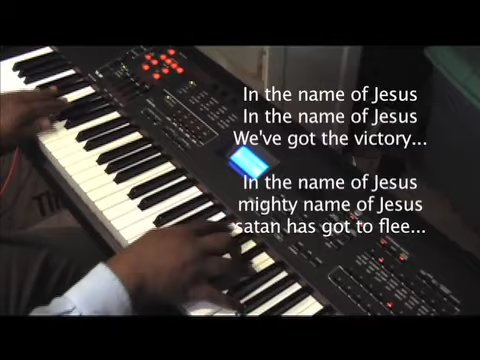 In the name of Jesus
In the name of Jesus
We've got the victory...
In the name of Jesus
mighty name of Jesus
satan has got to flee...